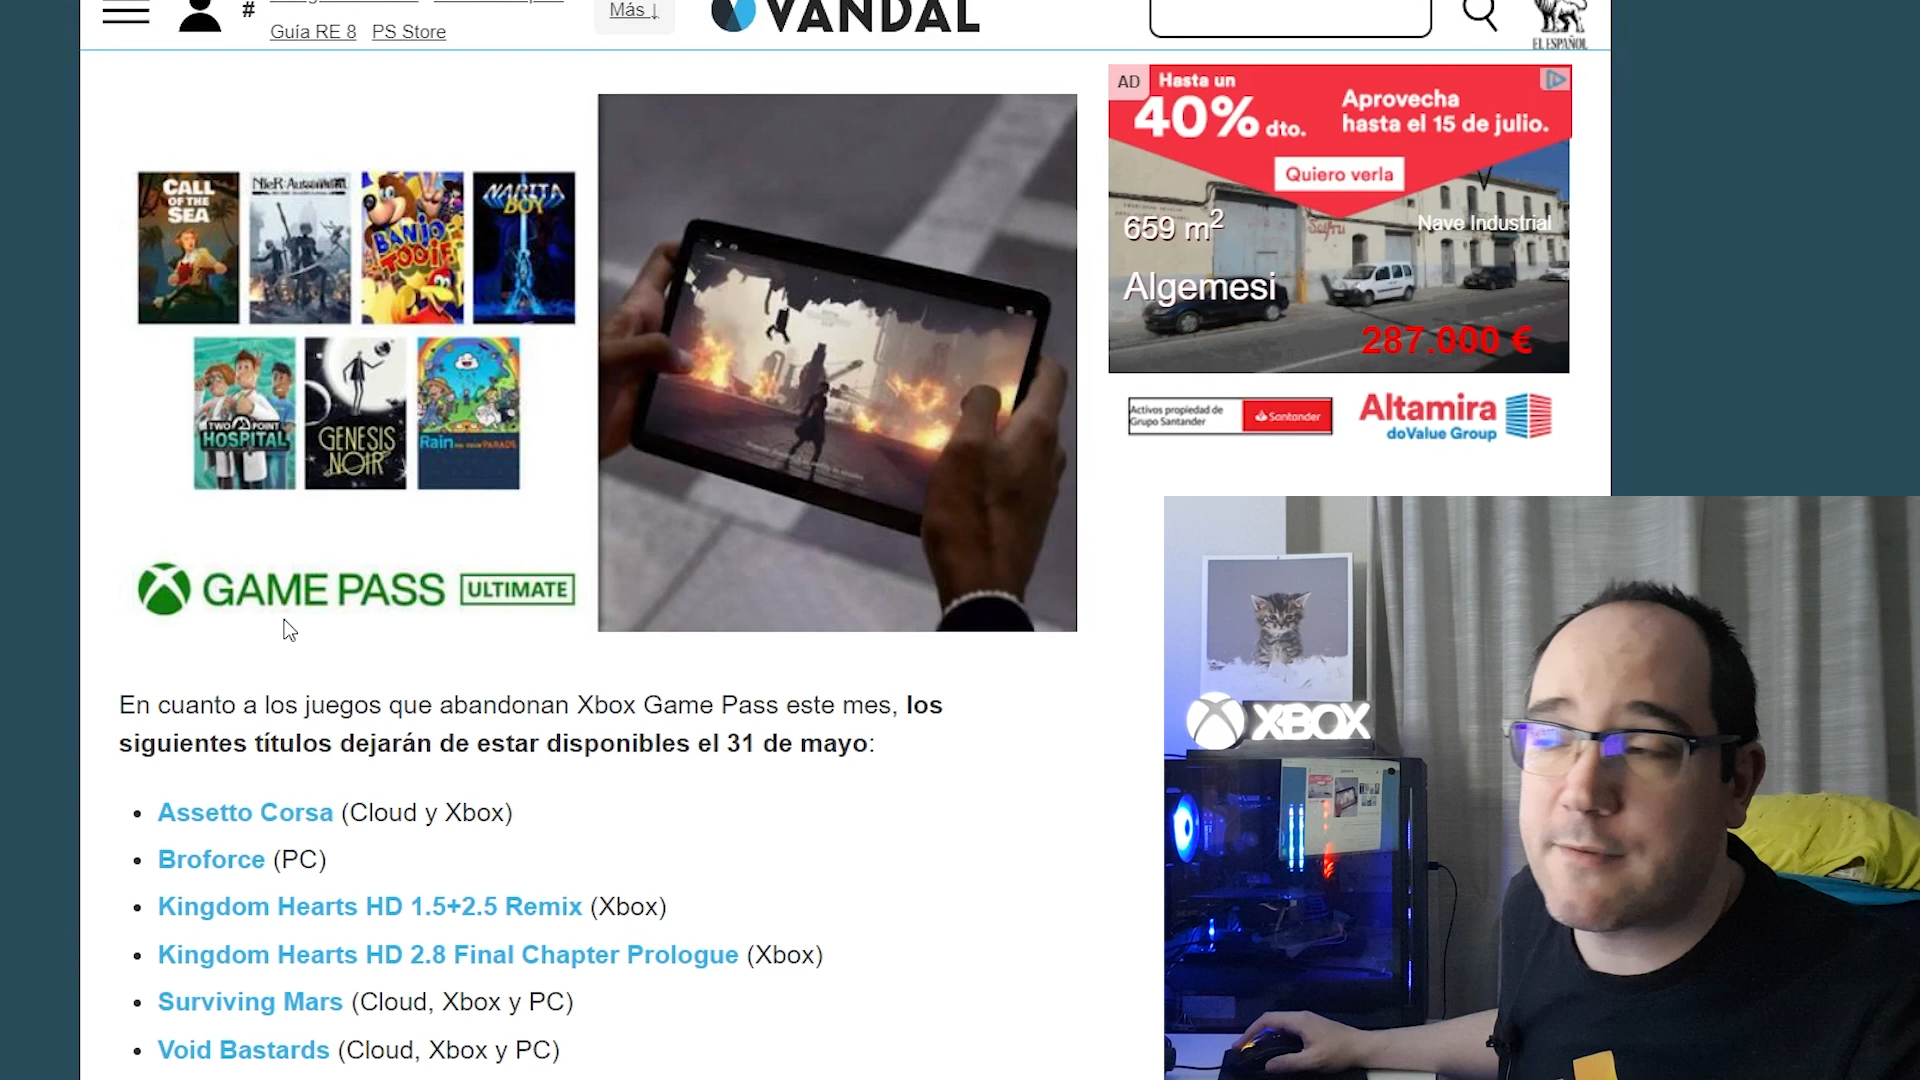 #
Guía RE 8 PS Store
Más ↓
VANDAL
EL ESPAÑOL
CALL
OF THE
SEA
NieR:Automata
BANJO
TOOIE
NARITA
BOY
TWO POINT
HOSPITAL
GENESIS
NOIR
Rain ON YOUR PARADE
GAME PASS ULTIMATE
AD
Hasta un
40% dto.
Aprovecha
hasta el 15 de julio.
Quiero verla
659 m²
Nave Industrial
Algemesi
287.000 €
Activos propiedad de
Grupo Santander
Santander
Altamira
doValue Group
En cuanto a los juegos que abandonan Xbox Game Pass este mes, los
siguientes títulos dejarán de estar disponibles el 31 de mayo:
• Assetto Corsa (Cloud y Xbox)
• Broforce (PC)
• Kingdom Hearts HD 1.5+2.5 Remix (Xbox)
• Kingdom Hearts HD 2.8 Final Chapter Prologue (Xbox)
• Surviving Mars (Cloud, Xbox y PC)
• Void Bastards (Cloud, Xbox y PC)
XBOX